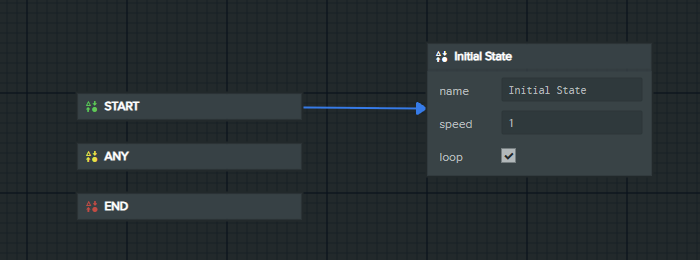 START
ANY
END
Initial State
name Initial State
speed 1
loop